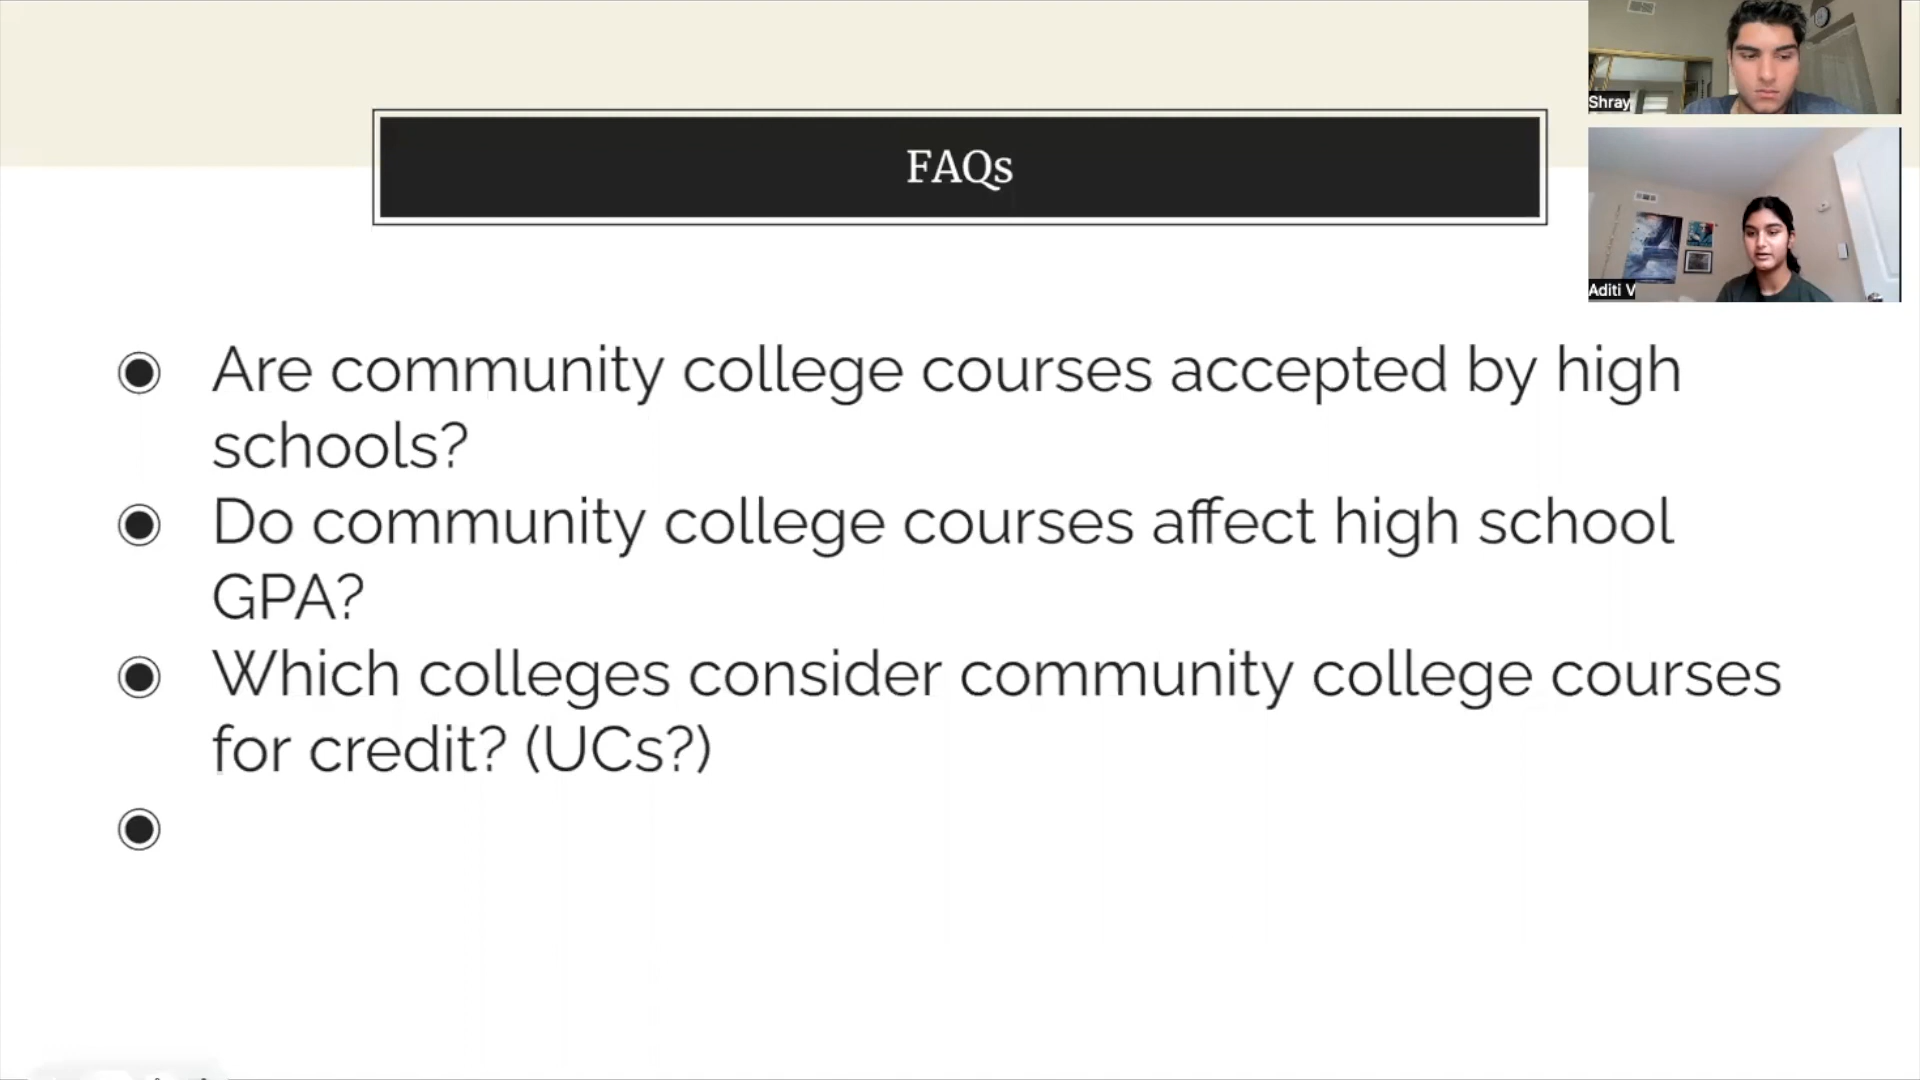 FAQs
Shray
Aditi V
Are community college courses accepted by high
schools?
Do community college courses affect high school
GPA?
Which colleges consider community college courses
for credit? (UCs?)